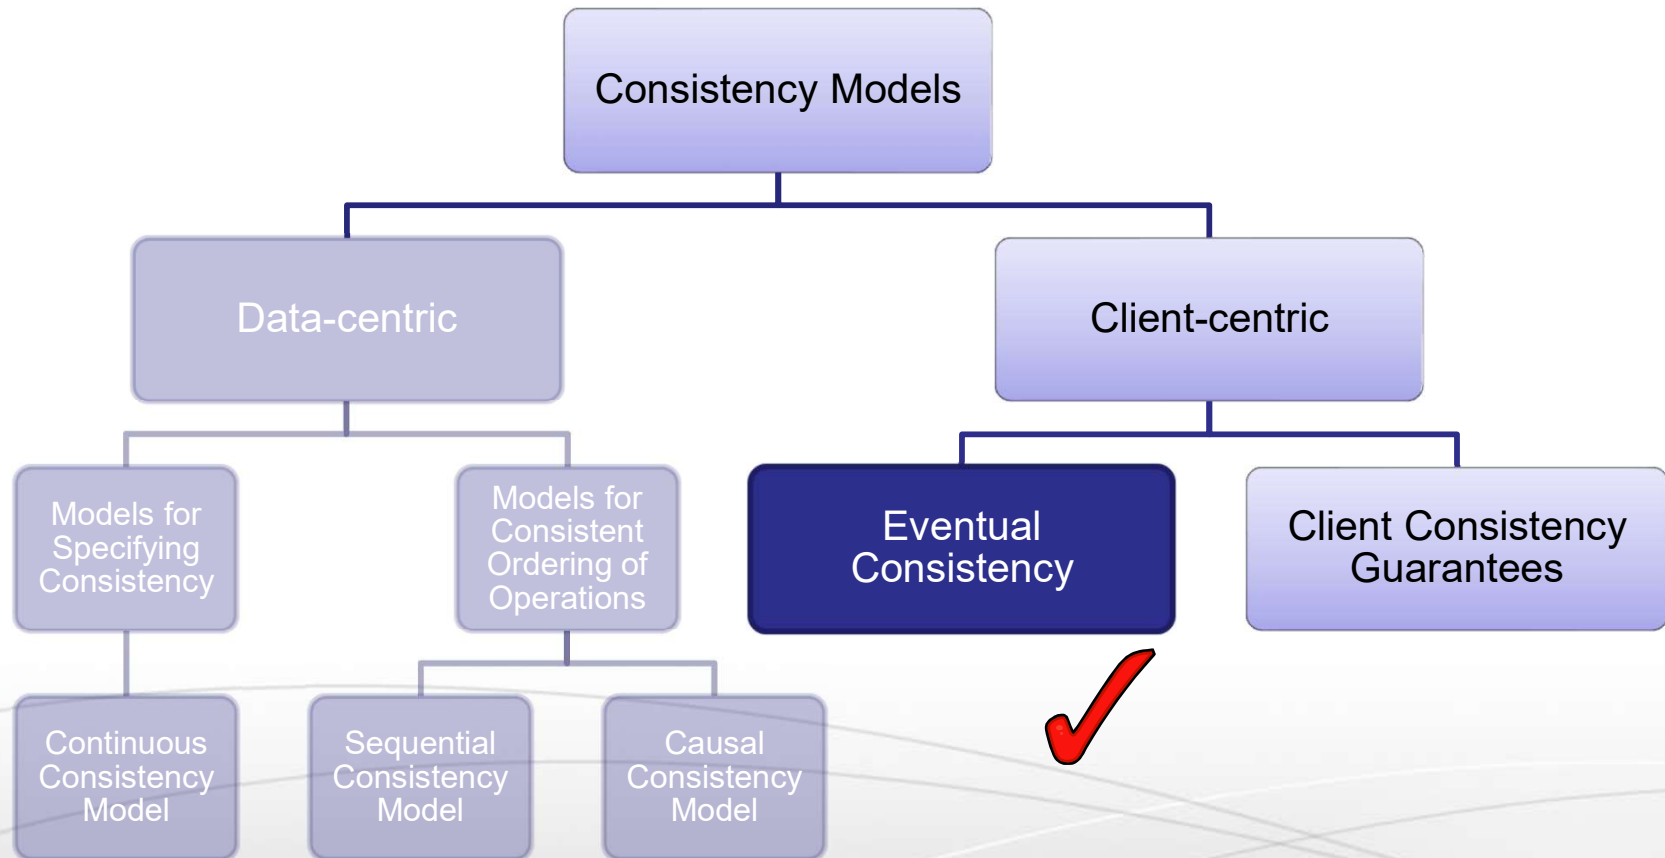 Consistency Models
Data-centric
Client-centric
Models for
Specifying
Consistency
Models for
Consistent
Ordering of
Operations
Eventual
Consistency
Client Consistency
Guarantees
Continuous
Consistency
Model
Sequential
Consistency
Model
Causal
Consistency
Model